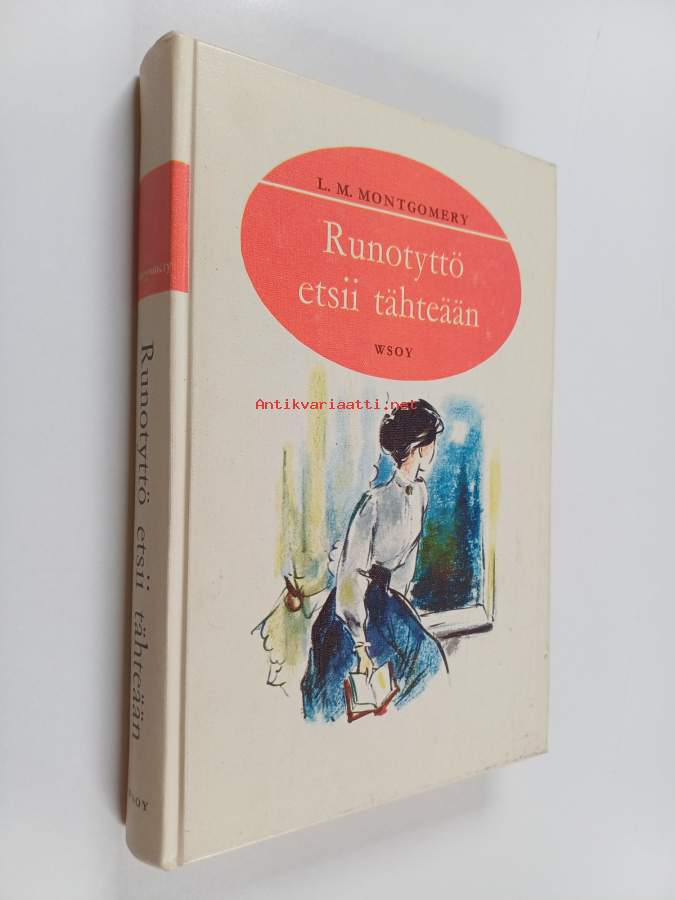 L. M. MONTGOMERY
Runotyttö
etsii tähteään
WSOY
Antikvariaatti.net
Runotyttö etsii tähteään
WSOY